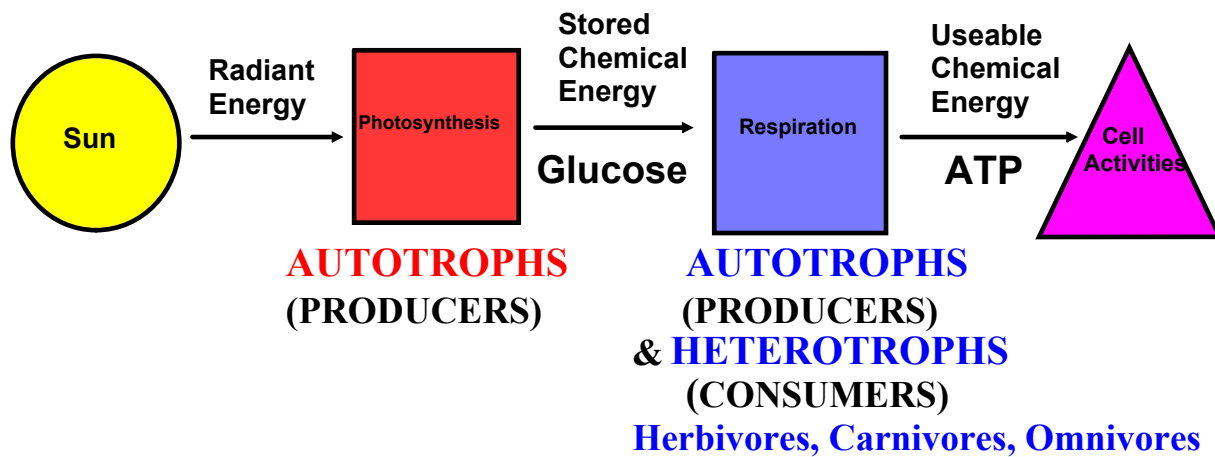 Sun
Radiant
Energy
Photosynthesis
Stored
Chemical
Energy
Glucose
Respiration
Useable
Chemical
Energy
ATP
Cell
Activities
AUTOTROPHS
(PRODUCERS)
AUTOTROPHS
(PRODUCERS)
& HETEROTROPHS
(CONSUMERS)
Herbivores, Carnivores, Omnivores